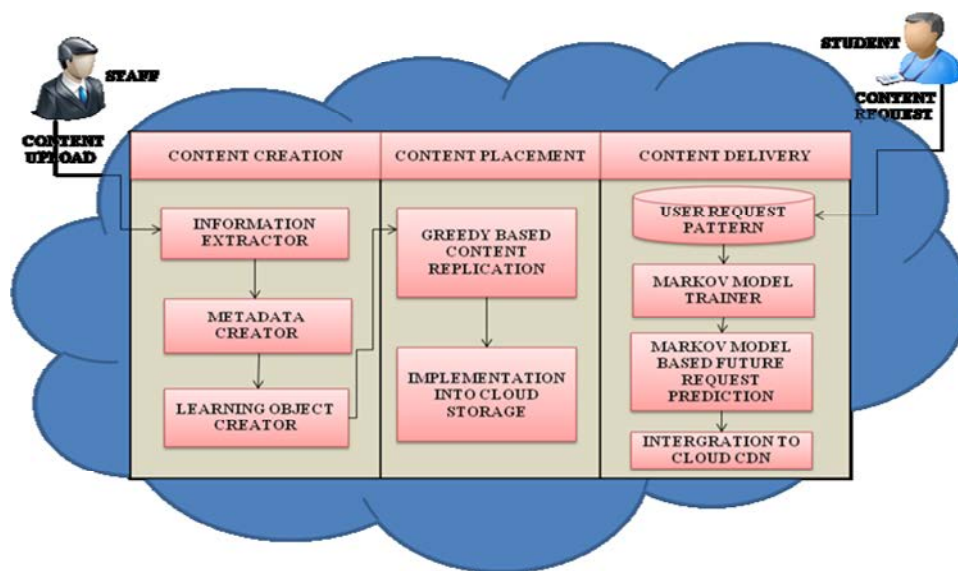 STAFF
CONTENT
UPLOAD
STUDENT
CONTENT
REQUEST
CONTENT CREATION
CONTENT PLACEMENT
CONTENT DELIVERY
INFORMATION
EXTRACTOR
METADATA
CREATOR
LEARNING OBJECT
CREATOR
GREEDY BASED
CONTENT
REPLICATION
IMPLEMENTATION
INTO CLOUD
STORAGE
USER REQUEST
PATTERN
MARKOV MODEL
TRAINER
MARKOV MODEL
BASED FUTURE
REQUEST
PREDICTION
INTERGRATION TO
CLOUD CDN